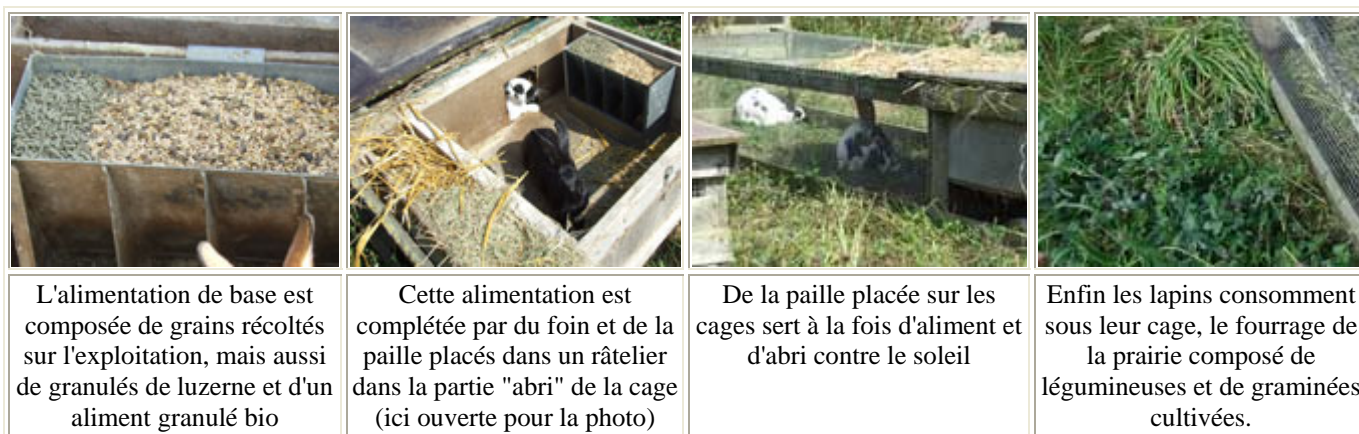 L'alimentation de base est
composée de grains récoltés
sur l'exploitation, mais aussi
de granulés de luzerne et d'un
aliment granulé bio
Cette alimentation est
complétée par du foin et de la
paille placés dans un râtelier
dans la partie "abri" de la cage
(ici ouverte pour la photo)
De la paille placée sur les
cages sert à la fois d'aliment et
d'abri contre le soleil
Enfin les lapins consomment
sous leur cage, le fourrage de
la prairie composé de
légumineuses et de graminées
cultivées.